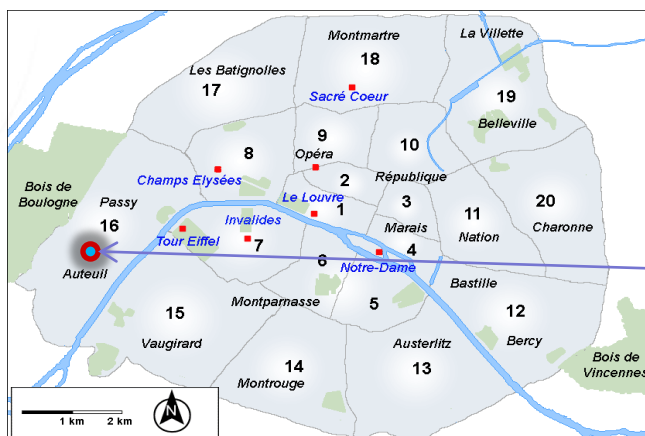 La Villette
Montmartre
18
Les Batignolles
17
Sacré Coeur
19
Belleville
9
Opéra
10
8
Champs Elysées
2
République
Bois de
Boulogne
Passy
16
Le Louvre
1
3
Marais
11
Nation
20
Charonne
Invalides
7
Tour Eiffel
4
Notre-Dame
6
Auteuil
Bastille
Montparnasse
5
12
Bercy
15
Vaugirard
Austerlitz
13
Bois de
Vincennes
14
Montrouge
N
1 km
2 km